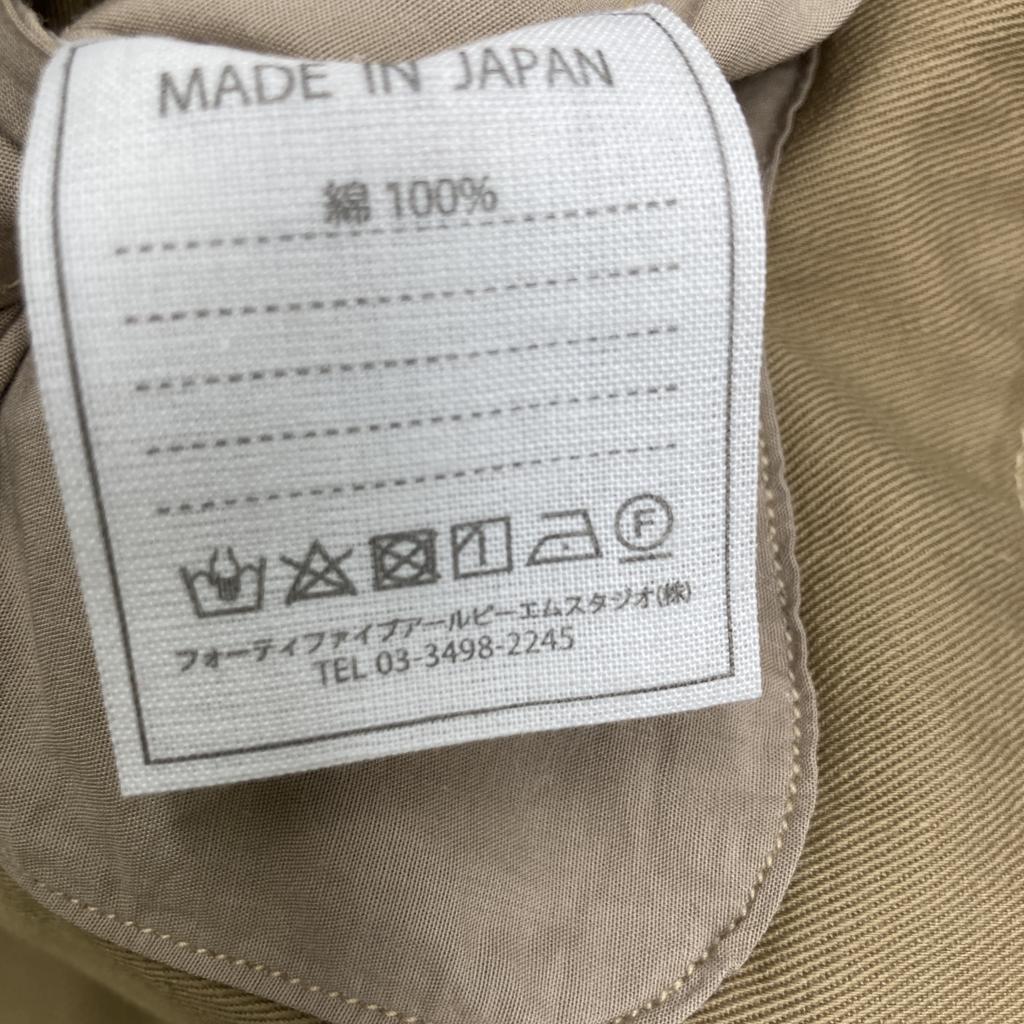 MADE IN JAPAN
綿 100%
F
フォーティファイブアールピーエムスタジオ(株)
TEL 03-3498-2245